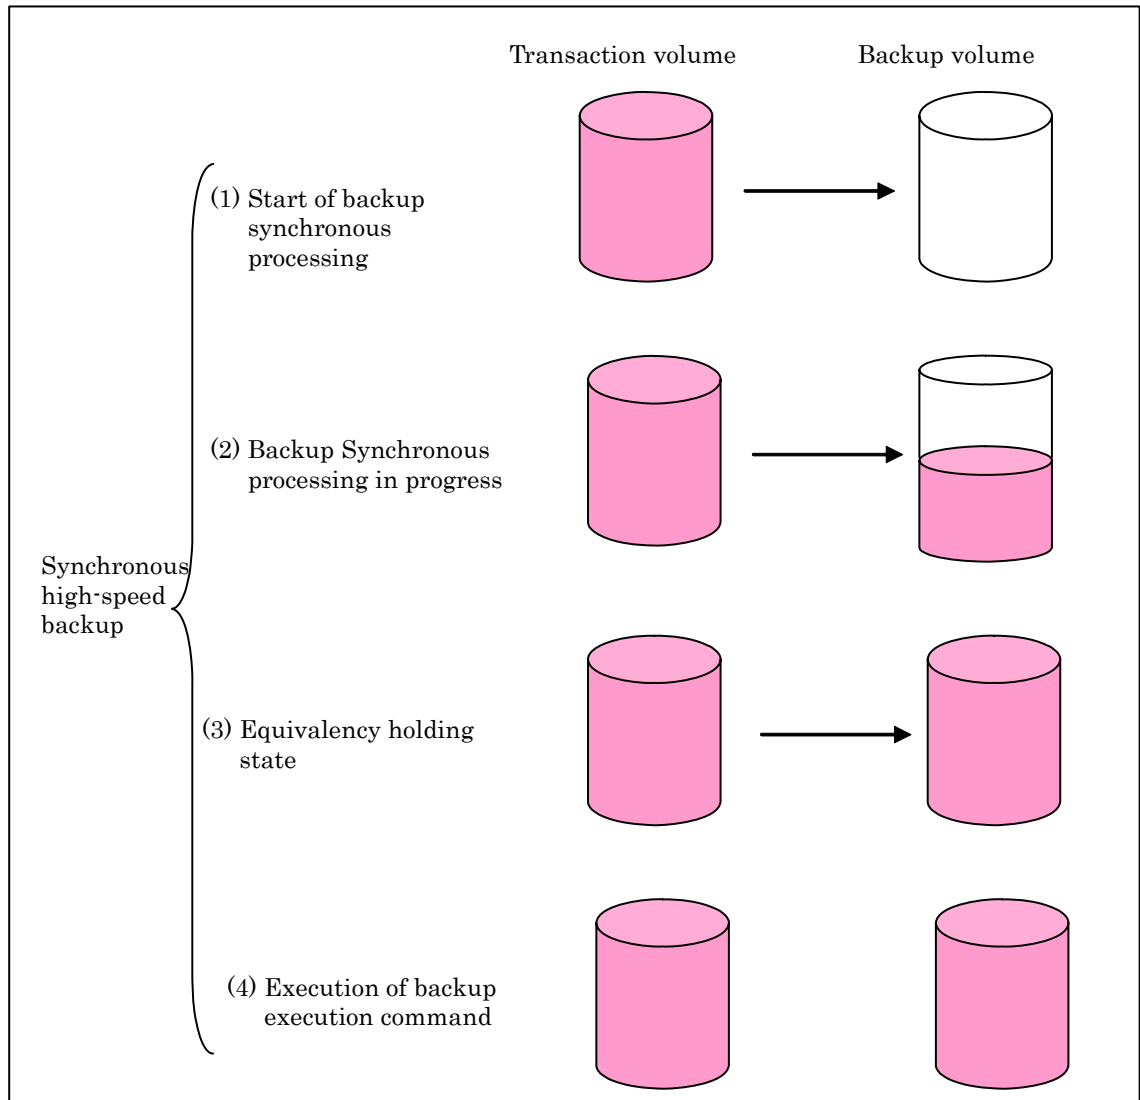 Transaction volume
Backup volume
(1) Start of backup
synchronous
processing
(2) Backup Synchronous
processing in progress
Synchronous
high-speed
backup
(3) Equivalency holding
state
(4) Execution of backup
execution command